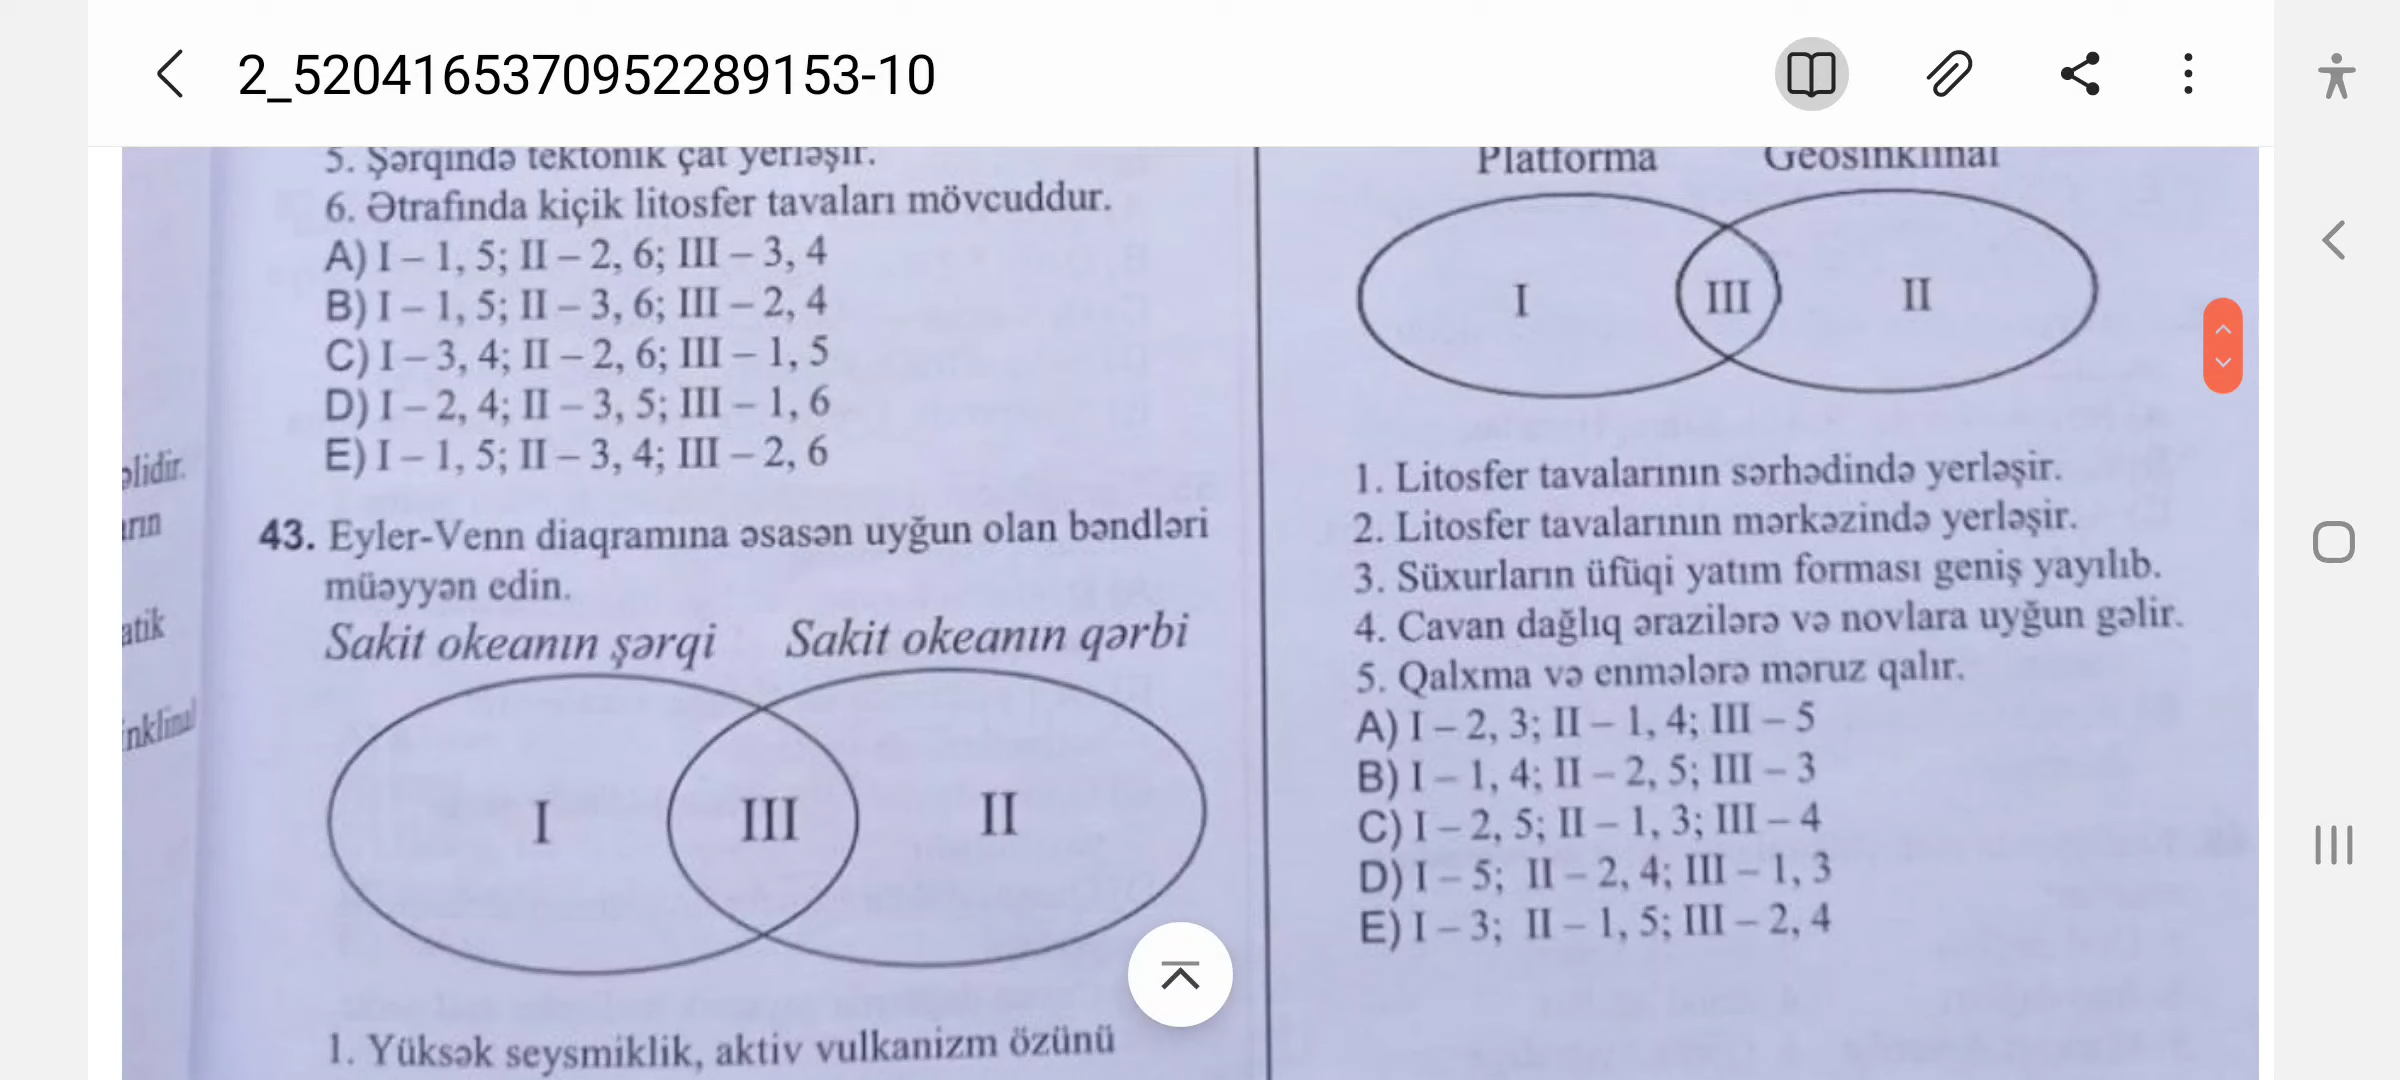 2_5204165370952289153-10
5. Şərqində tektonik çat yerləşir.
6. Ətrafında kiçik litosfer tavaları mövcuddur.
A) I – 1, 5; II – 2, 6; III – 3, 4
B) I – 1, 5; II – 3, 6; III – 2, 4
C) I – 3, 4; II – 2, 6; III – 1, 5
D) I – 2, 4; II – 3, 5; III – 1, 6
E) I – 1, 5; II – 3, 4; III – 2, 6
43. Eyler-Venn diaqramına əsasən uyğun olan bəndləri
müəyyən edin.
Sakit okeanın şərqi Sakit okeanın qərbi
I III II
1. Yüksək seysmiklik, aktiv vulkanizm özünü
Platforma Geosinklinal
I III II
1. Litosfer tavalarının sərhədində yerləşir.
2. Litosfer tavalarının mərkəzində yerləşir.
3. Süxurların üfüqi yatım forması geniş yayılıb.
4. Cavan dağlıq ərazilərə və novlara uyğun gəlir.
5. Qalxma və enmələrə məruz qalır.
A) I – 2, 3; II – 1, 4; III – 5
B) I – 1, 4; II – 2, 5; III – 3
C) I – 2, 5; II – 1, 3; III – 4
D) I – 5; II – 2, 4; III – 1, 3
E) I – 3; II – 1, 5; III – 2, 4